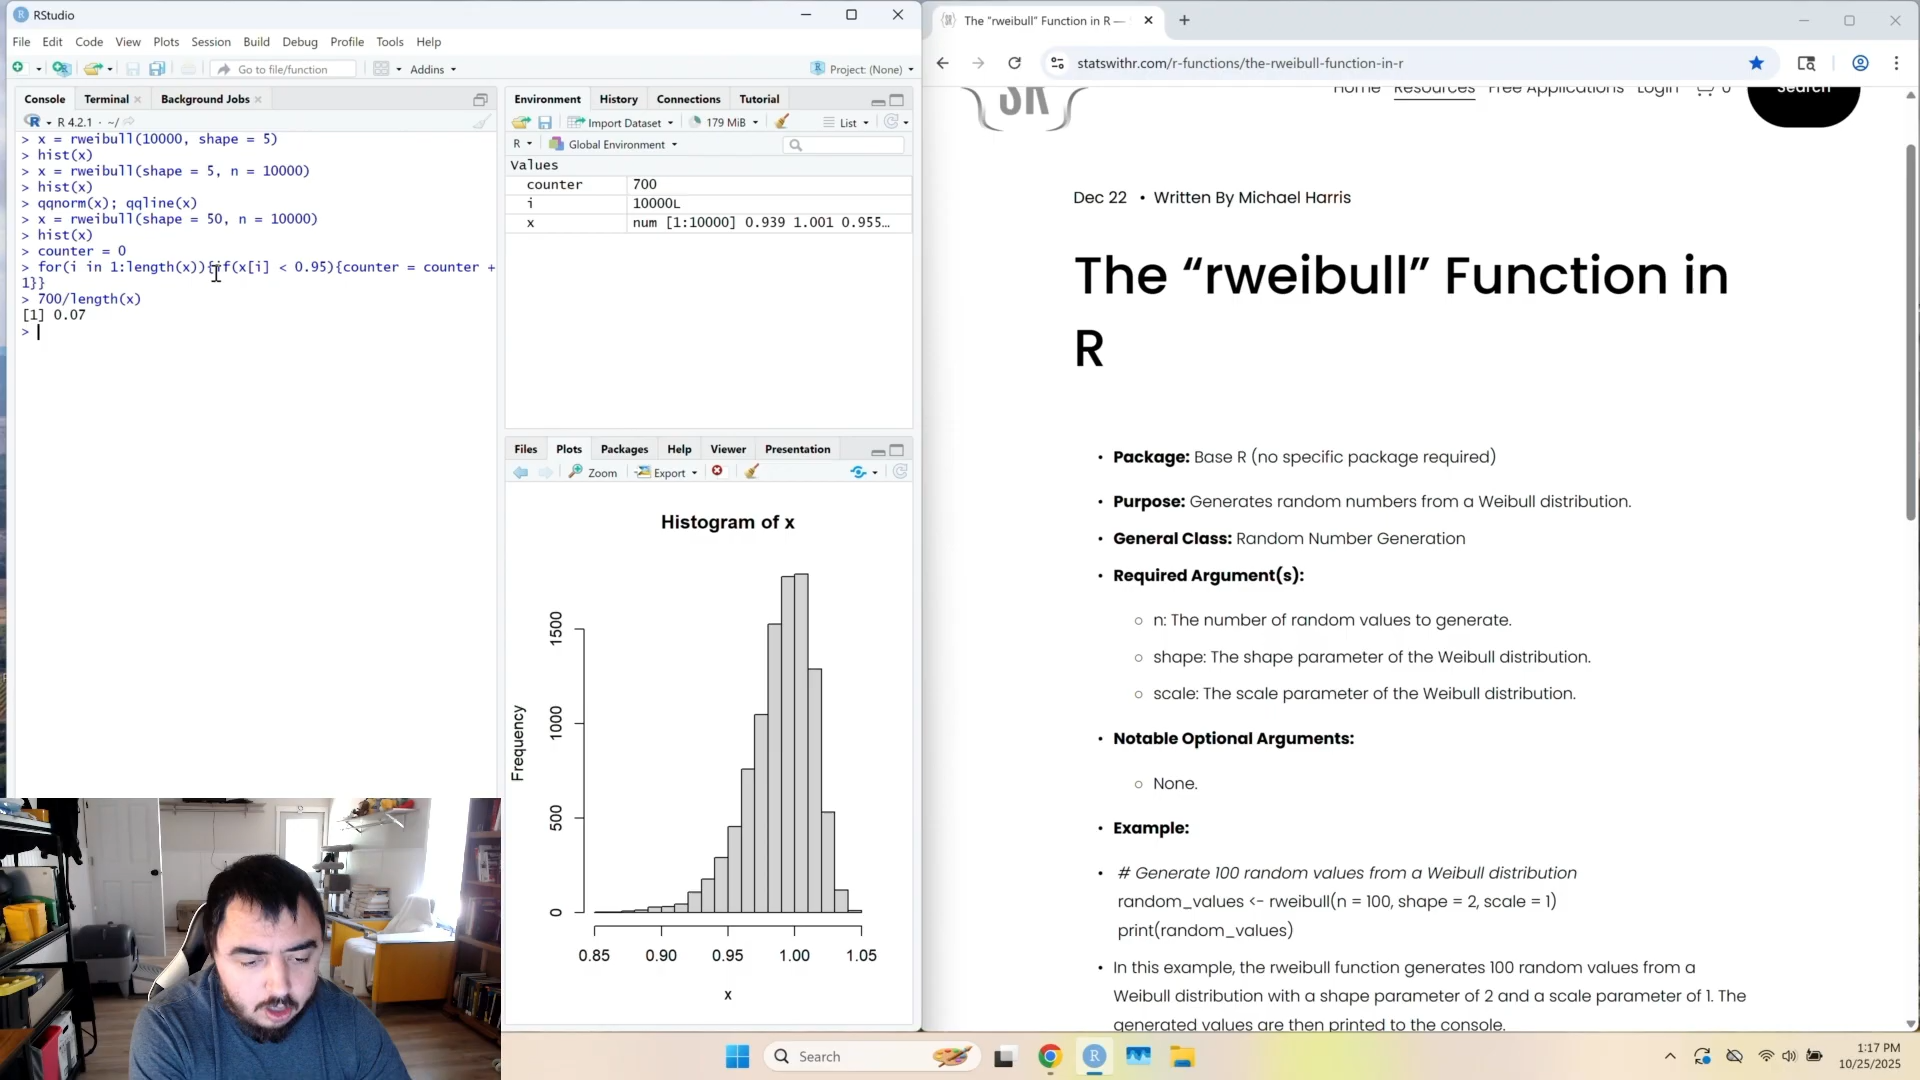 RStudio
File Edit Code View Plots Session Build Debug Profile Tools Help
Go to file/function
Addins
Project: (None)
Console Terminal Background Jobs
R 4.2.1 · ~/
> x = rweibull(10000, shape = 5)
> hist(x)
> x = rweibull(shape = 5, n = 10000)
> hist(x)
> qqnorm(x); qqline(x)
> x = rweibull(shape = 50, n = 10000)
> hist(x)
> counter = 0
> for(i in 1:length(x)){if(x[i] < 0.95){counter = counter +
1}}
> 700/length(x)
[1] 0.07
>
Environment History Connections Tutorial
Import Dataset 179 MiB List
R Global Environment
Values
counter 700
i 10000L
x num [1:10000] 0.939 1.001 0.955…
Files Plots Packages Help Viewer Presentation
Zoom Export
Histogram of x
Frequency
0 500 1000 1500
0.85 0.90 0.95 1.00 1.05
x
The "rweibull" Function in R —
statswithr.com/r-functions/the-rweibull-function-in-r
{SR}
Home Resources Free Applications Login 0 Search
Dec 22 • Written By Michael Harris
The “rweibull” Function in
R
• Package: Base R (no specific package required)
• Purpose: Generates random numbers from a Weibull distribution.
• General Class: Random Number Generation
• Required Argument(s):
○ n: The number of random values to generate.
○ shape: The shape parameter of the Weibull distribution.
○ scale: The scale parameter of the Weibull distribution.
• Notable Optional Arguments:
○ None.
• Example:
• # Generate 100 random values from a Weibull distribution
random_values <- rweibull(n = 100, shape = 2, scale = 1)
print(random_values)
• In this example, the rweibull function generates 100 random values from a
Weibull distribution with a shape parameter of 2 and a scale parameter of 1. The
generated values are then printed to the console.
Search
1:17 PM
10/25/2025